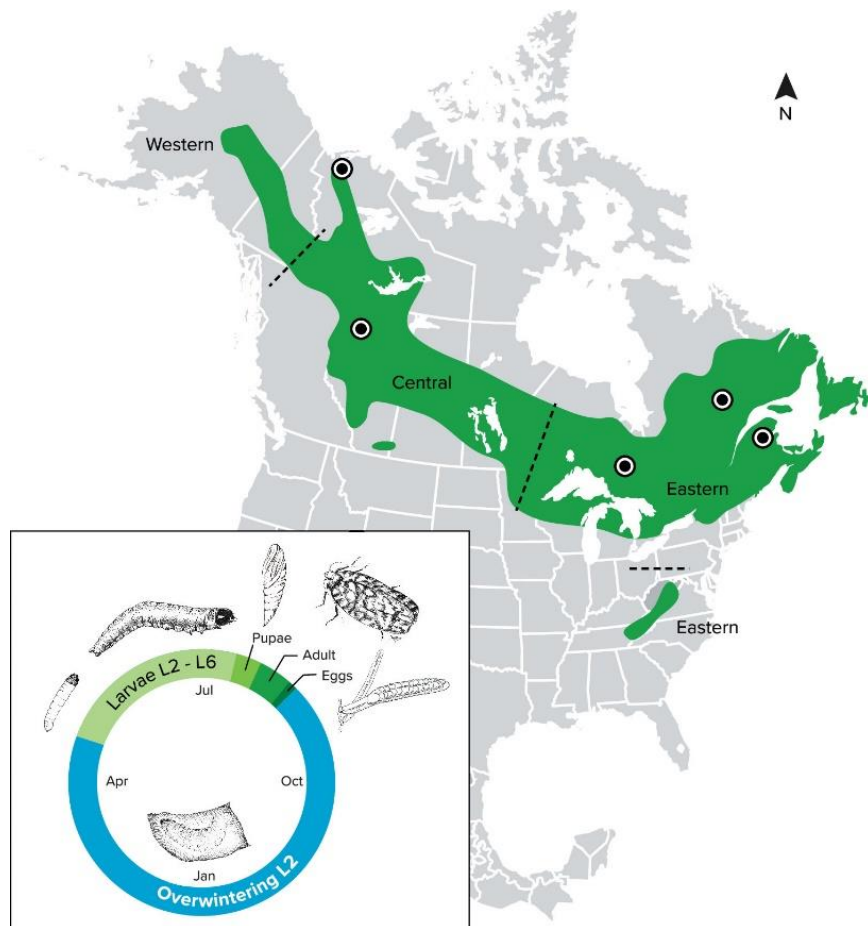 N
Western
Central
Eastern
Eastern
Pupae
Adult
Eggs
Larvae L2 - L6
Jul
Apr
Oct
Jan
Overwintering L2